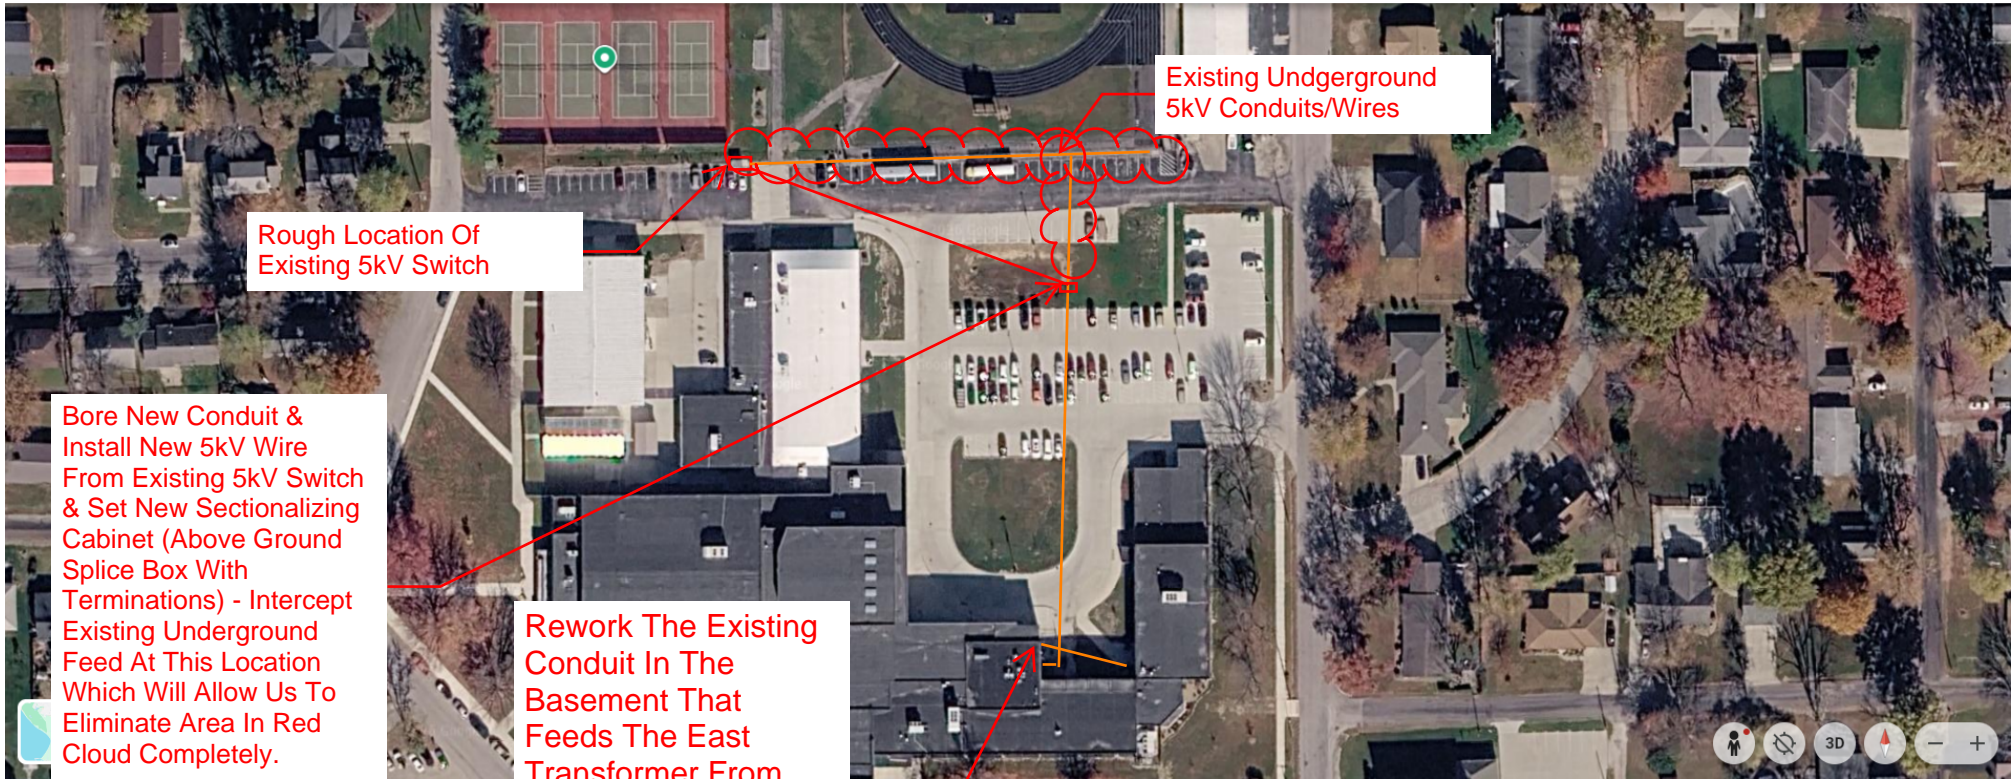 Existing Undgerground
5kV Conduits/Wires
Rough Location Of
Existing 5kV Switch
Bore New Conduit &
Install New 5kV Wire
From Existing 5kV Switch
& Set New Sectionalizing
Cabinet (Above Ground
Splice Box With
Terminations) - Intercept
Existing Underground
Feed At This Location
Which Will Allow Us To
Eliminate Area In Red
Cloud Completely.
Rework The Existing
Conduit In The
Basement That
Feeds The East
Transformer From
3D